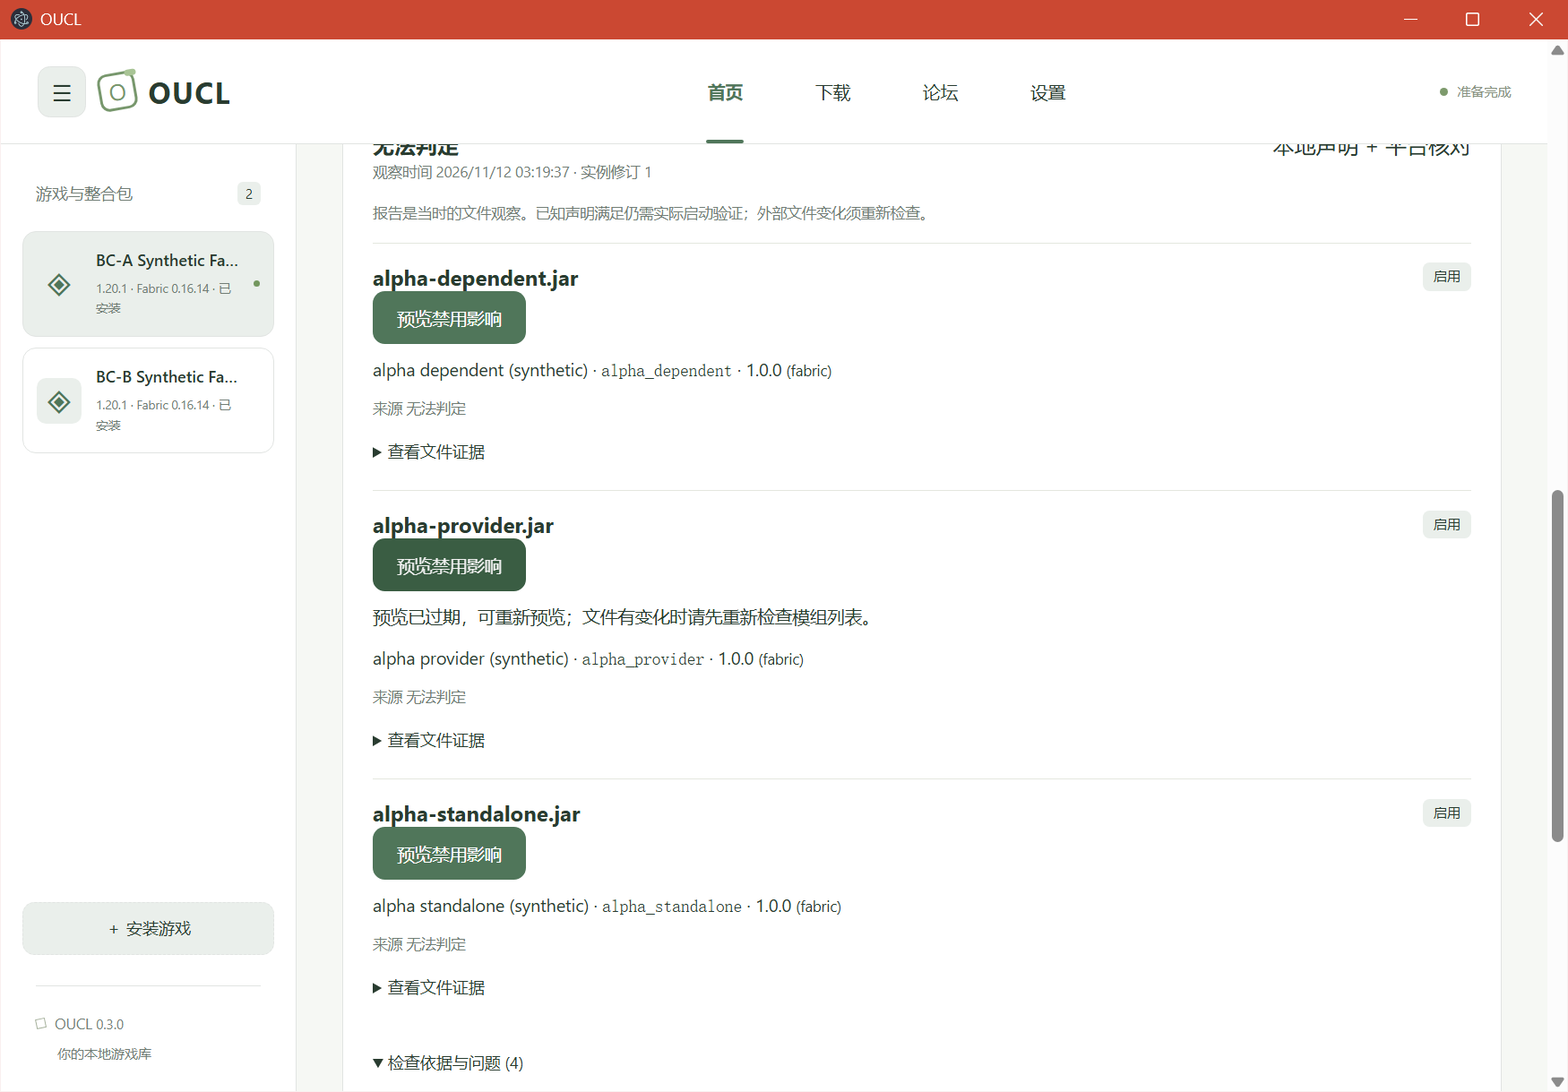 OUCL
OUCL
首页
下载
论坛
设置
准备完成
游戏与整合包
2
BC-A Synthetic Fa...
1.20.1 · Fabric 0.16.14 · 已
安装
BC-B Synthetic Fa...
1.20.1 · Fabric 0.16.14 · 已
安装
+ 安装游戏
OUCL 0.3.0
你的本地游戏库
无法判定
本地声明 + 平台核对
观察时间 2026/11/12 03:19:37 · 实例修订 1
报告是当时的文件观察。已知声明满足仍需实际启动验证；外部文件变化须重新检查。
alpha-dependent.jar
启用
预览禁用影响
alpha dependent (synthetic) · alpha_dependent · 1.0.0 (fabric)
来源 无法判定
▶ 查看文件证据
alpha-provider.jar
启用
预览禁用影响
预览已过期，可重新预览；文件有变化时请先重新检查模组列表。
alpha provider (synthetic) · alpha_provider · 1.0.0 (fabric)
来源 无法判定
▶ 查看文件证据
alpha-standalone.jar
启用
预览禁用影响
alpha standalone (synthetic) · alpha_standalone · 1.0.0 (fabric)
来源 无法判定
▶ 查看文件证据
▼ 检查依据与问题 (4)